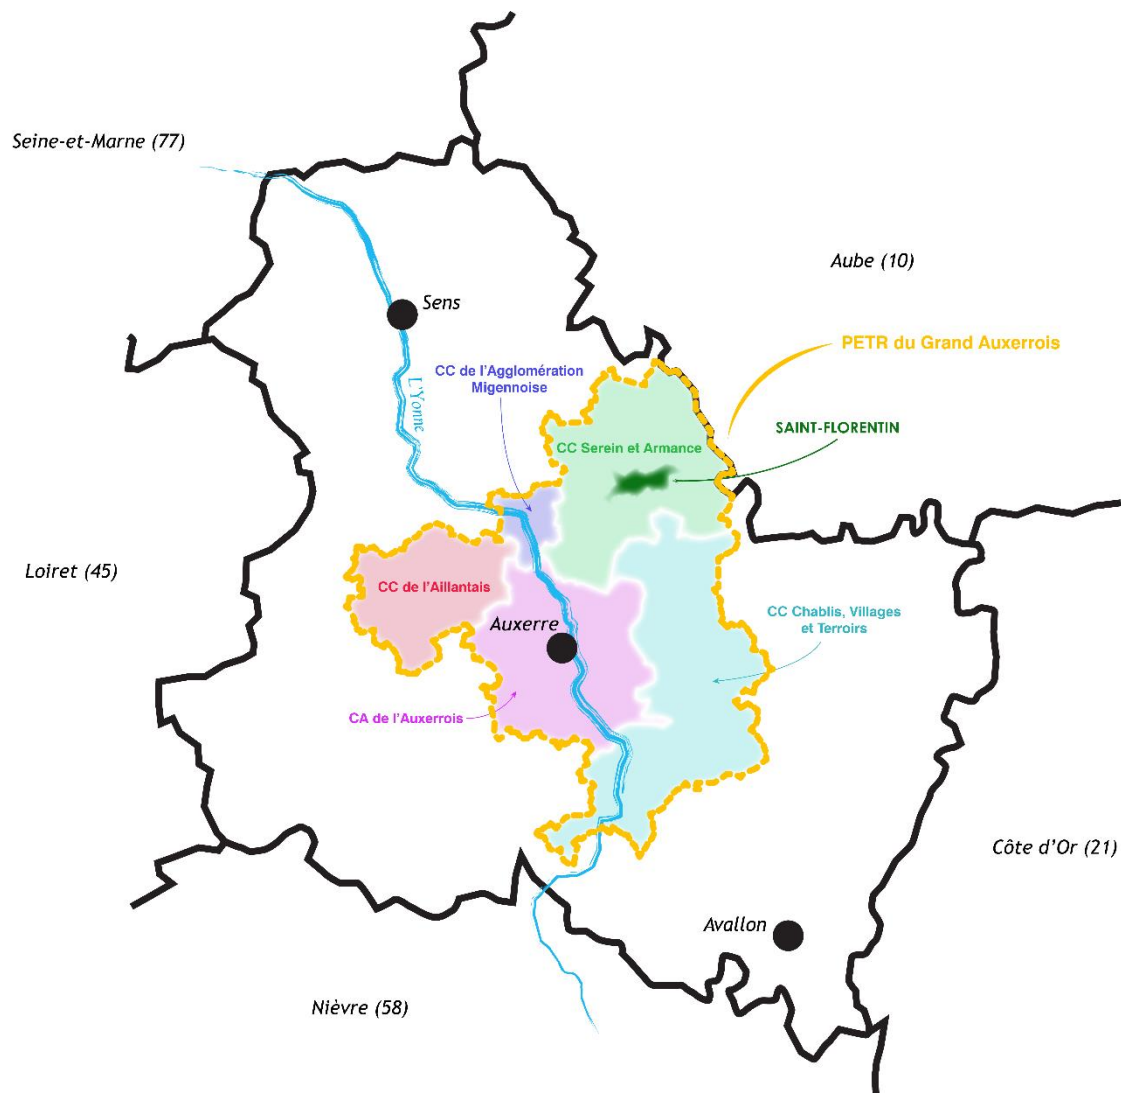 Seine-et-Marne (77)
Aube (10)
Sens
PETR du Grand Auxerrois
CC de l'Agglomération
Migennoise
L'Yonne
SAINT-FLORENTIN
CC Serein et Armance
Loiret (45)
CC de l'Aillantais
CC Chablis, Villages
et Terroirs
Auxerre
CA de l'Auxerrois
Côte d'Or (21)
Avallon
Nièvre (58)